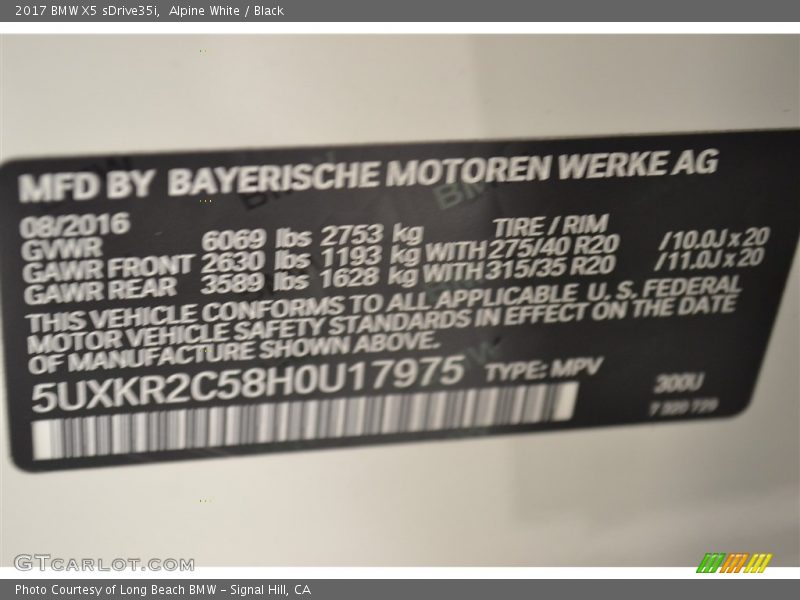 2017 BMW X5 sDrive35i,  Alpine White / Black
MFD BY BAYERISCHE MOTOREN WERKE AG
08/2016 TIRE / RIM
GVWR 6069 lbs 2753 kg
GAWR FRONT 2630 lbs 1193 kg WITH 275/40 R20 /10.0J x 20
GAWR REAR 3589 lbs 1628 kg WITH 315/35 R20 /11.0J x 20
THIS VEHICLE CONFORMS TO ALL APPLICABLE U. S. FEDERAL
MOTOR VEHICLE SAFETY STANDARDS IN EFFECT ON THE DATE
OF MANUFACTURE SHOWN ABOVE.
5UXKR2C58H0U17975 TYPE: MPV
300U
GTCARLOT.COM
Photo Courtesy of Long Beach BMW – Signal Hill, CA